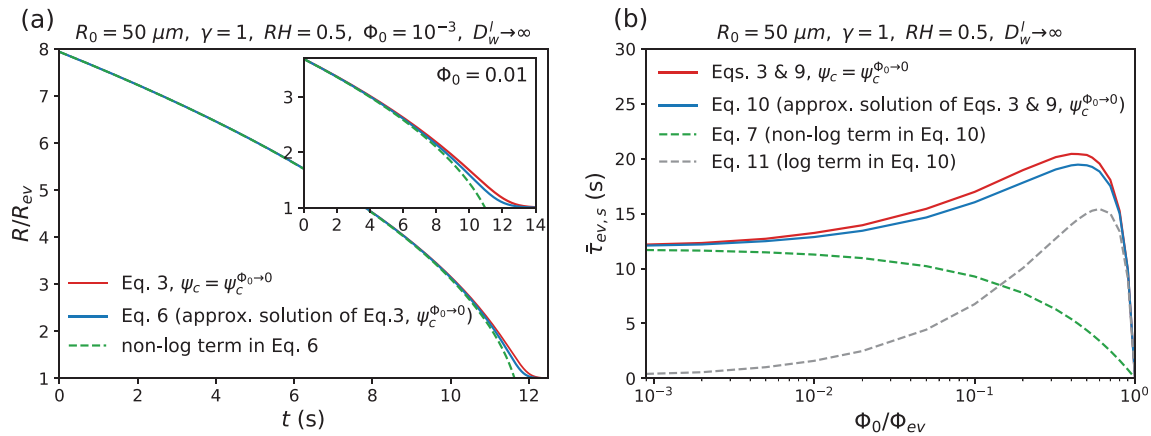 (a)
R₀ = 50 μm, γ = 1, RH = 0.5, Φ₀ = 10⁻³, Dˡ_w→∞
R/R_ev
8
7
6
5
4
3
2
1
0
2
4
6
8
10
12
t (s)
Φ₀ = 0.01
3
2
1
0
2
4
6
8
10
12
14
Eq. 3, ψ_c = ψ_c^{Φ₀→0}
Eq. 6 (approx. solution of Eq.3, ψ_c^{Φ₀→0})
non-log term in Eq. 6
(b)
R₀ = 50 μm, γ = 1, RH = 0.5, Dˡ_w→∞
τ̄_{ev, s} (s)
30
25
20
15
10
5
0
10⁻³
10⁻²
10⁻¹
10⁰
Φ₀/Φ_ev
Eqs. 3 & 9, ψ_c = ψ_c^{Φ₀→0}
Eq. 10 (approx. solution of Eqs. 3 & 9, ψ_c^{Φ₀→0})
Eq. 7 (non-log term in Eq. 10)
Eq. 11 (log term in Eq. 10)